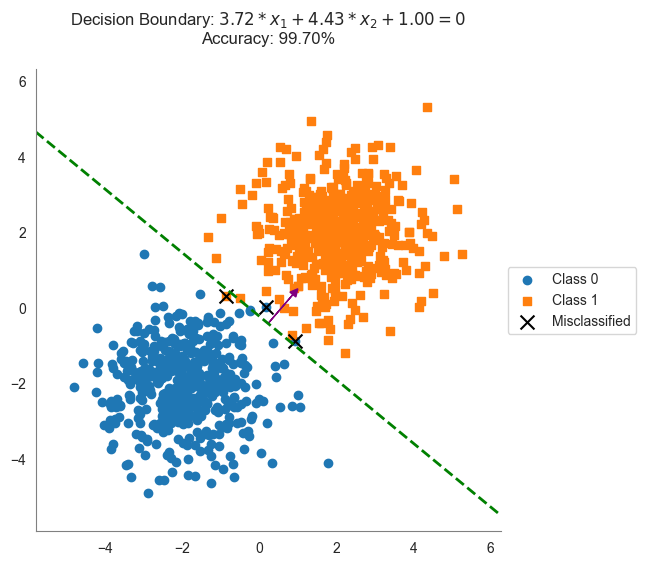 Decision Boundary: 3.72 * x₁ + 4.43 * x₂ + 1.00 = 0
Accuracy: 99.70%
6
4
2
0
−2
−4
−4 −2 0 2 4 6
Class 0
Class 1
Misclassified